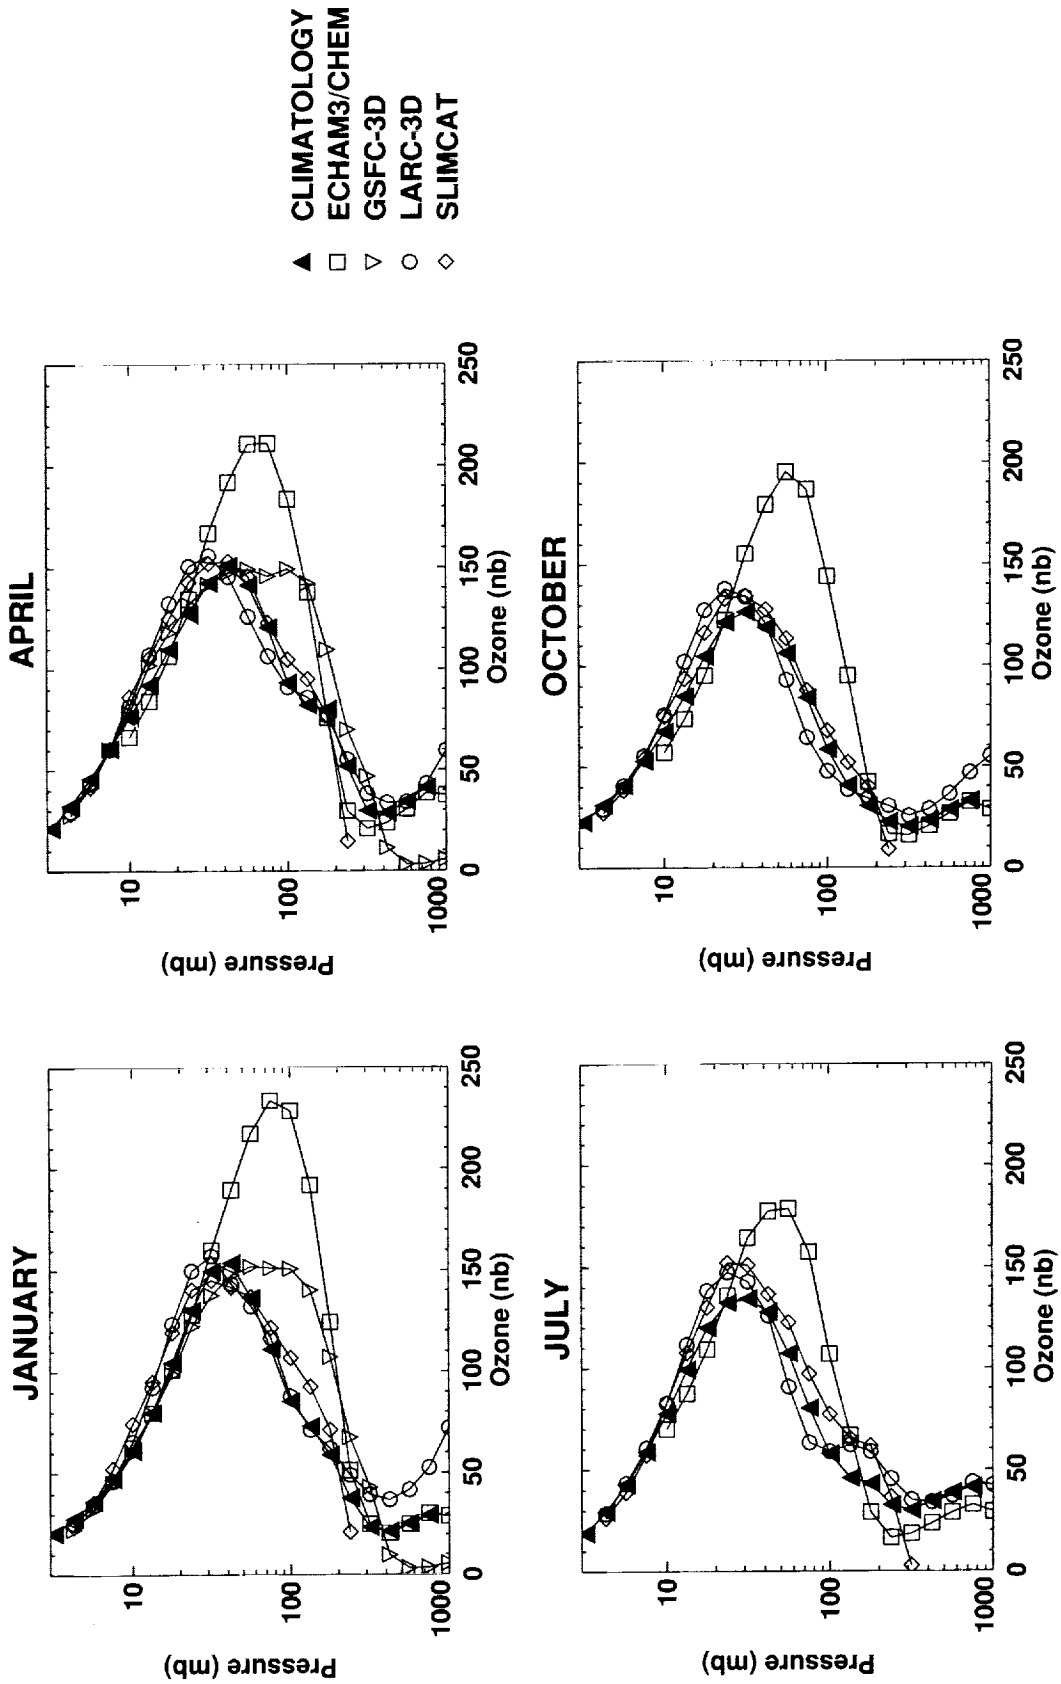 JANUARY
10
100
1000
Pressure (mb)
0
50
100
150
200
250
Ozone (nb)
APRIL
10
100
1000
Pressure (mb)
0
50
100
150
200
250
Ozone (nb)
CLIMATOLOGY
ECHAM3/CHEM
GSFC-3D
LARC-3D
SLIMCAT
JULY
10
100
1000
Pressure (mb)
0
50
100
150
200
250
Ozone (nb)
OCTOBER
10
100
1000
Pressure (mb)
0
50
100
150
200
250
Ozone (nb)